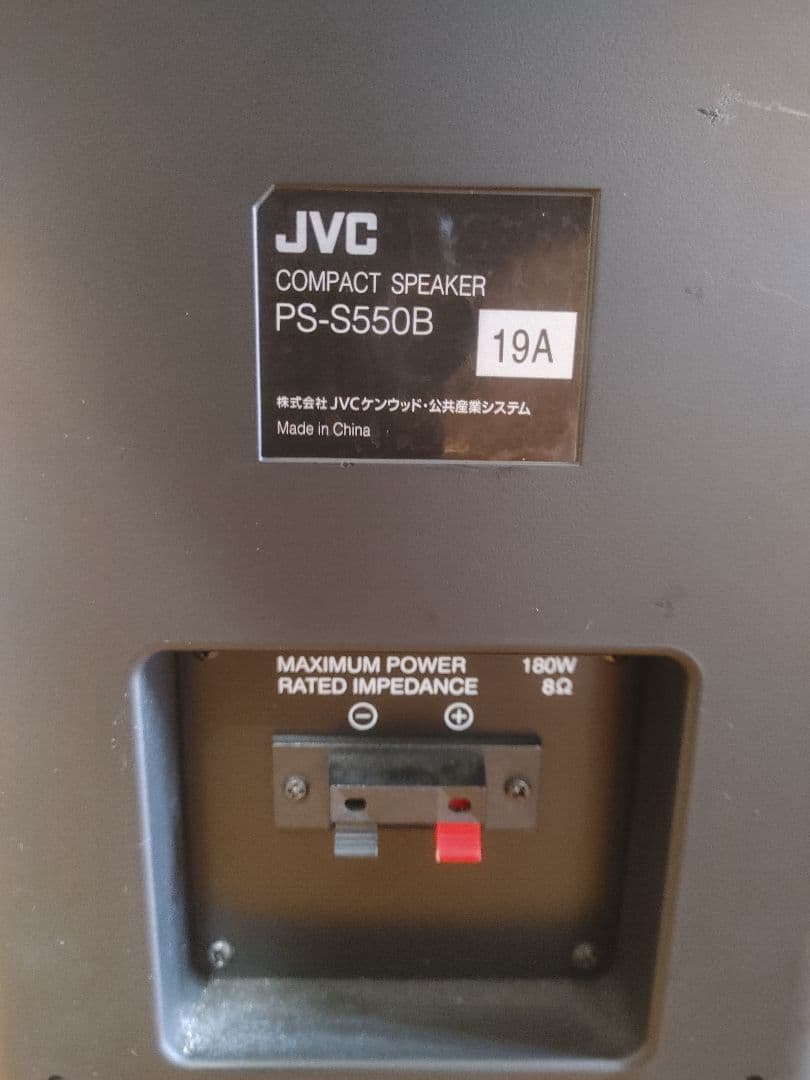 JVC
COMPACT SPEAKER
PS-S550B
19A
株式会社JVCケンウッド・公共産業システム
Made in China
MAXIMUM POWER 180W
RATED IMPEDANCE 8Ω
⊖ ⊕